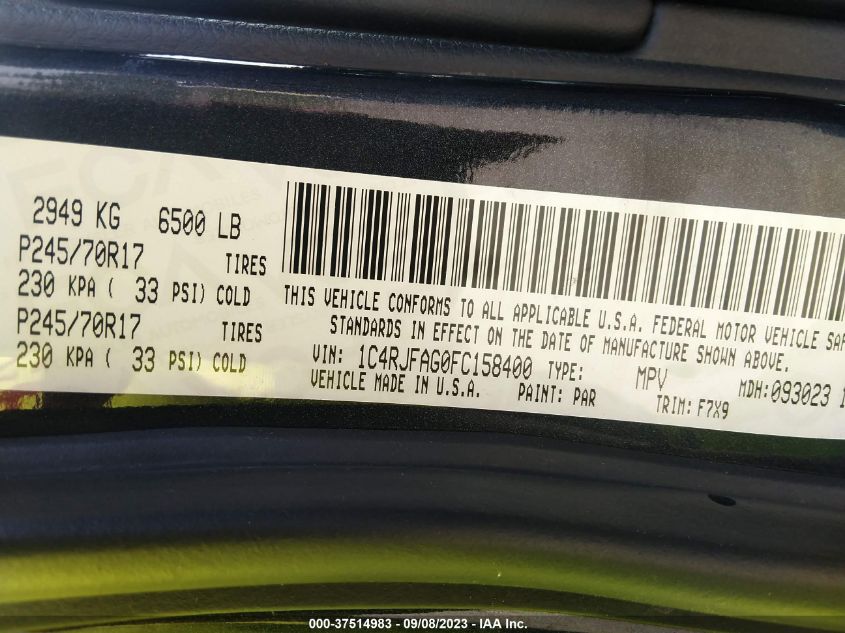 2949 KG 6500 LB
P245/70R17 TIRES
230 KPA ( 33 PSI) COLD
P245/70R17 TIRES
230 KPA ( 33 PSI) COLD
THIS VEHICLE CONFORMS TO ALL APPLICABLE U.S.A. FEDERAL MOTOR VEHICLE SAF
STANDARDS IN EFFECT ON THE DATE OF MANUFACTURE SHOWN ABOVE.
VIN: 1C4RJFAG0FC158400 TYPE: MPV MDH:093023 1
VEHICLE MADE IN U.S.A. PAINT: PAR TRIM: F7X9
000-37514983 - 09/08/2023 - IAA Inc.